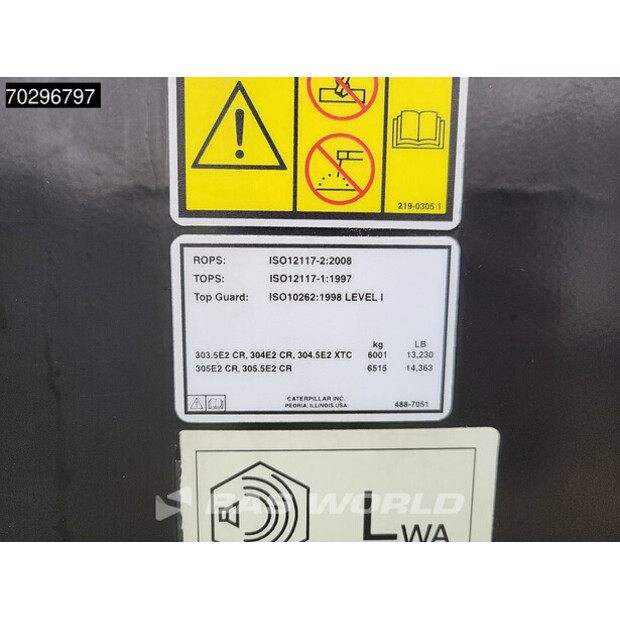 70296797
219-0305 1
ROPS: ISO12117-2:2008
TOPS: ISO12117-1:1997
Top Guard: ISO10262:1998 LEVEL I
kg LB
303.5E2 CR, 304E2 CR, 304.5E2 XTC 6001 13,230
305E2 CR, 305.5E2 CR 6515 14,363
CATERPILLAR INC.
PEORIA, ILLINOIS USA 488-7051
BAS WORLD
LWA